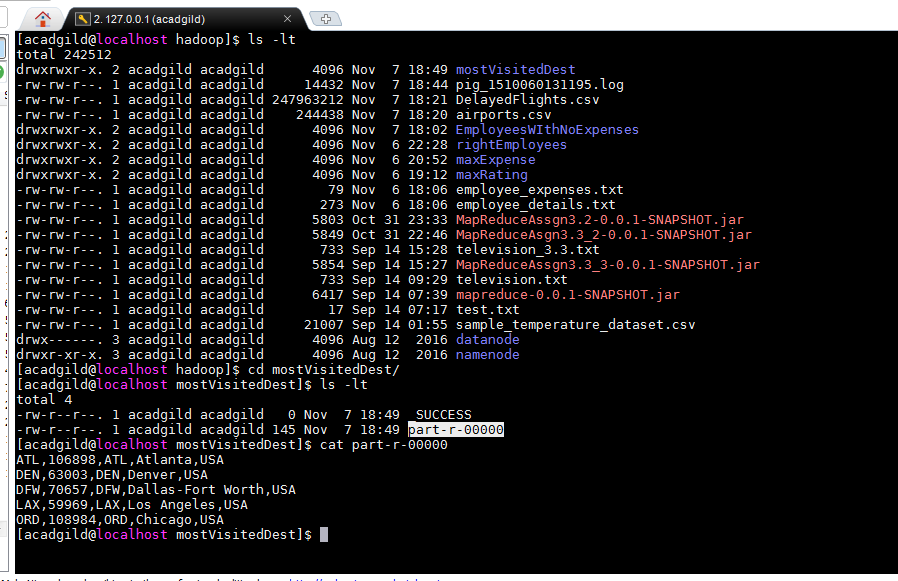 2. 127.0.0.1 (acadgild)
[acadgild@localhost hadoop]$ ls -lt
total 242512
drwxrwxr-x. 2 acadgild acadgild      4096 Nov  7 18:49 mostVisitedDest
-rw-rw-r--. 1 acadgild acadgild     14432 Nov  7 18:44 pig_1510060131195.log
-rw-rw-r--. 1 acadgild acadgild 247963212 Nov  7 18:21 DelayedFlights.csv
-rw-rw-r--. 1 acadgild acadgild    244438 Nov  7 18:20 airports.csv
drwxrwxr-x. 2 acadgild acadgild      4096 Nov  7 18:02 EmployeesWIthNoExpenses
drwxrwxr-x. 2 acadgild acadgild      4096 Nov  6 22:28 rightEmployees
drwxrwxr-x. 2 acadgild acadgild      4096 Nov  6 20:52 maxExpense
drwxrwxr-x. 2 acadgild acadgild      4096 Nov  6 19:12 maxRating
-rw-rw-r--. 1 acadgild acadgild        79 Nov  6 18:06 employee_expenses.txt
-rw-rw-r--. 1 acadgild acadgild       273 Nov  6 18:06 employee_details.txt
-rw-rw-r--. 1 acadgild acadgild      5803 Oct 31 23:33 MapReduceAssgn3.2-0.0.1-SNAPSHOT.jar
-rw-rw-r--. 1 acadgild acadgild      5849 Oct 31 22:46 MapReduceAssgn3.3_2-0.0.1-SNAPSHOT.jar
-rw-rw-r--. 1 acadgild acadgild       733 Sep 14 15:28 television_3.3.txt
-rw-rw-r--. 1 acadgild acadgild      5854 Sep 14 15:27 MapReduceAssgn3.3_3-0.0.1-SNAPSHOT.jar
-rw-rw-r--. 1 acadgild acadgild       733 Sep 14 09:29 television.txt
-rw-rw-r--. 1 acadgild acadgild      6417 Sep 14 07:39 mapreduce-0.0.1-SNAPSHOT.jar
-rw-rw-r--. 1 acadgild acadgild        17 Sep 14 07:17 test.txt
-rw-rw-r--. 1 acadgild acadgild     21007 Sep 14 01:55 sample_temperature_dataset.csv
drwx------. 3 acadgild acadgild      4096 Aug 12  2016 datanode
drwxr-xr-x. 3 acadgild acadgild      4096 Aug 12  2016 namenode
[acadgild@localhost hadoop]$ cd mostVisitedDest/
[acadgild@localhost mostVisitedDest]$ ls -lt
total 4
-rw-r--r--. 1 acadgild acadgild   0 Nov  7 18:49 _SUCCESS
-rw-r--r--. 1 acadgild acadgild 145 Nov  7 18:49 part-r-00000
[acadgild@localhost mostVisitedDest]$ cat part-r-00000
ATL,106898,ATL,Atlanta,USA
DEN,63003,DEN,Denver,USA
DFW,70657,DFW,Dallas-Fort Worth,USA
LAX,59969,LAX,Los Angeles,USA
ORD,108984,ORD,Chicago,USA
[acadgild@localhost mostVisitedDest]$